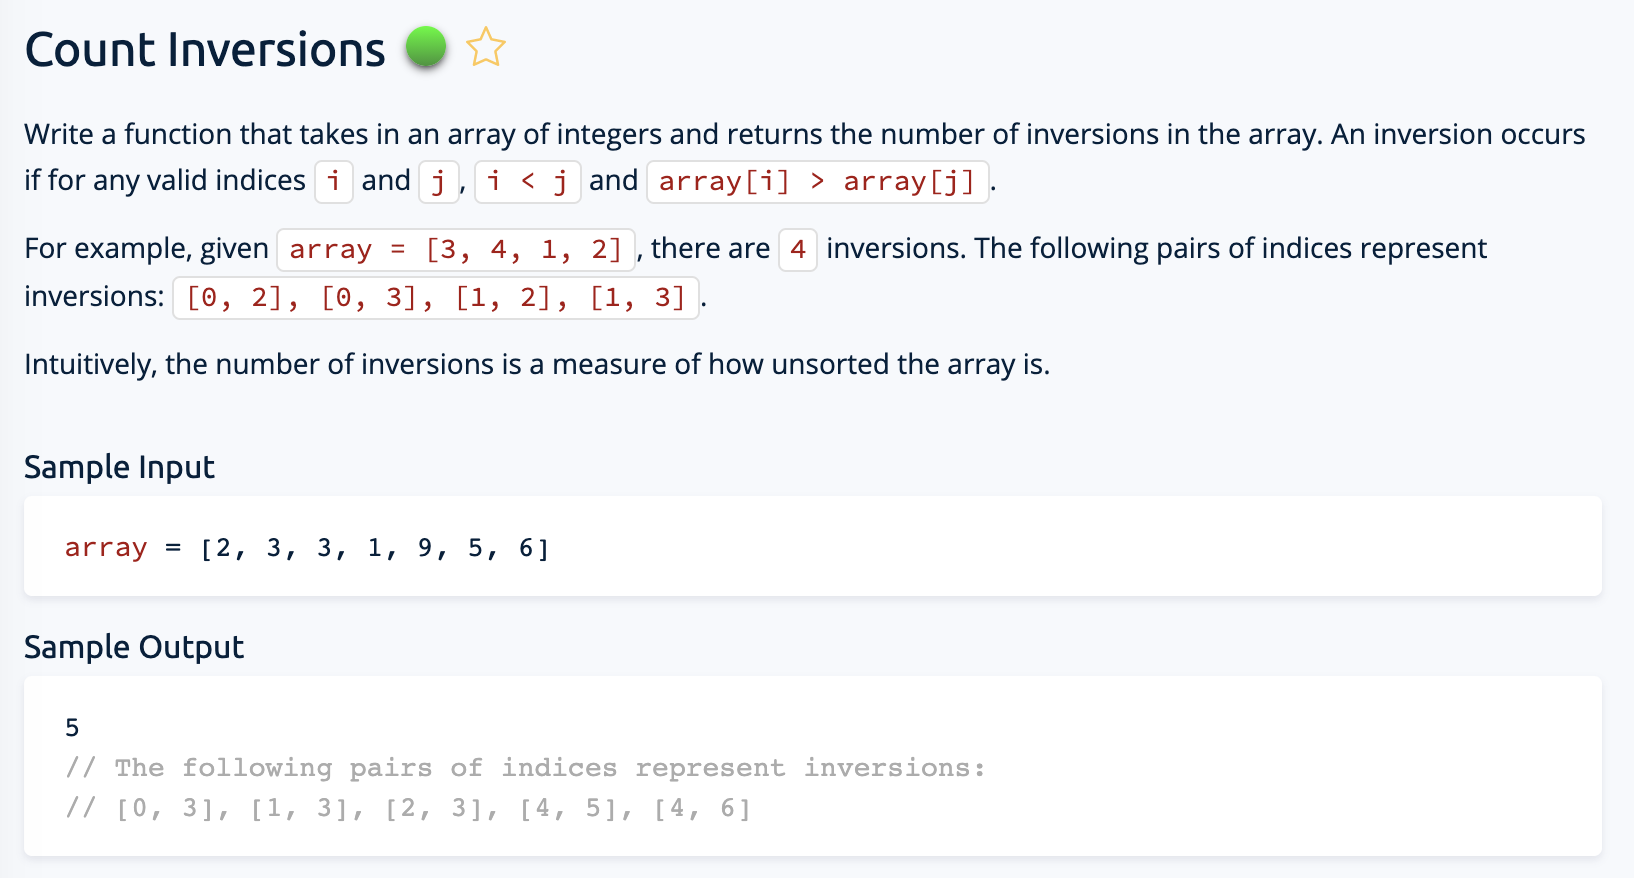 Count Inversions
Write a function that takes in an array of integers and returns the number of inversions in the array. An inversion occurs
if for any valid indices i and j, i < j and array[i] > array[j].
For example, given array = [3, 4, 1, 2], there are 4 inversions. The following pairs of indices represent
inversions: [0, 2], [0, 3], [1, 2], [1, 3].
Intuitively, the number of inversions is a measure of how unsorted the array is.
Sample Input
array = [2, 3, 3, 1, 9, 5, 6]
Sample Output
5
// The following pairs of indices represent inversions:
// [0, 3], [1, 3], [2, 3], [4, 5], [4, 6]